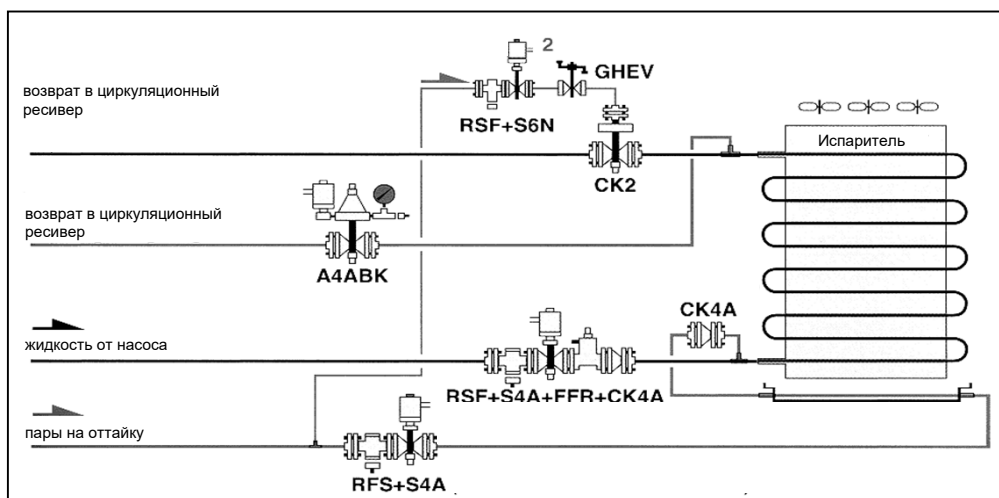 2
GHEV
возврат в циркуляционный
ресивер
RSF+S6N
Испаритель
CK2
возврат в циркуляционный
ресивер
A4ABK
CK4A
жидкость от насоса
RSF+S4A+FFR+CK4A
пары на оттайку
RFS+S4A